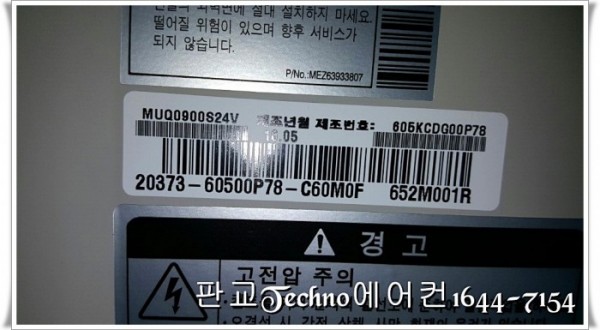 떨어질 위험이 있으며 향후 서비스가
되지 않습니다.
P/No.:MEZ63933807
MUQ0900S24V 제조년월 제조번호: 605KCDG00P78
16.05
20373-60500P78-C60M0F 652M001R
경고
고전압 주의
판교Techno에어컨1644-7154